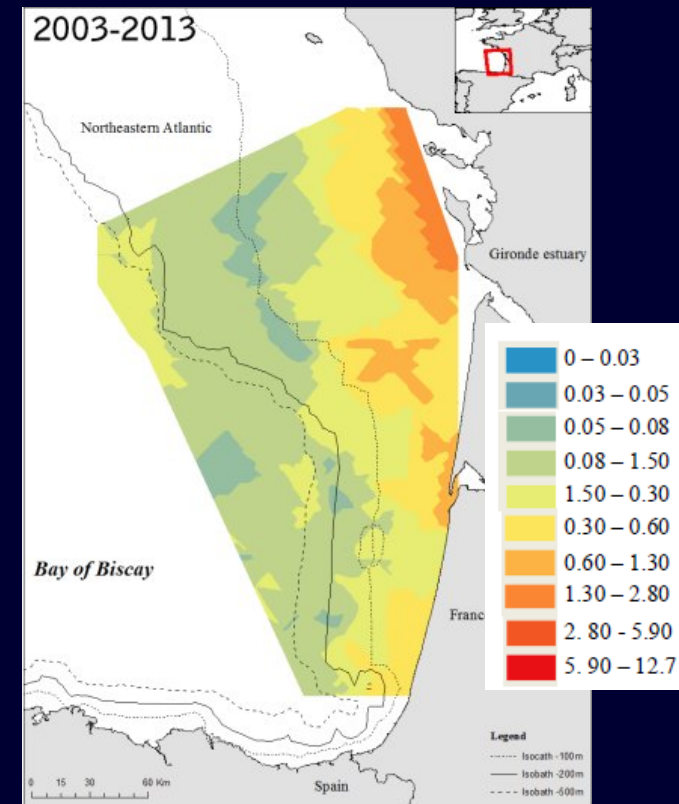 2003-2013
Northeastern Atlantic
Gironde estuary
0 – 0.03
0.03 – 0.05
0.05 – 0.08
0.08 – 1.50
1.50 – 0.30
0.30 – 0.60
0.60 – 1.30
1.30 – 2.80
2. 80 - 5.90
5. 90 – 12.7
Bay of Biscay
Franc
Legend
Isocath -100m
Isobath -200m
Isobath -500m
0 15 30 60 Km
Spain